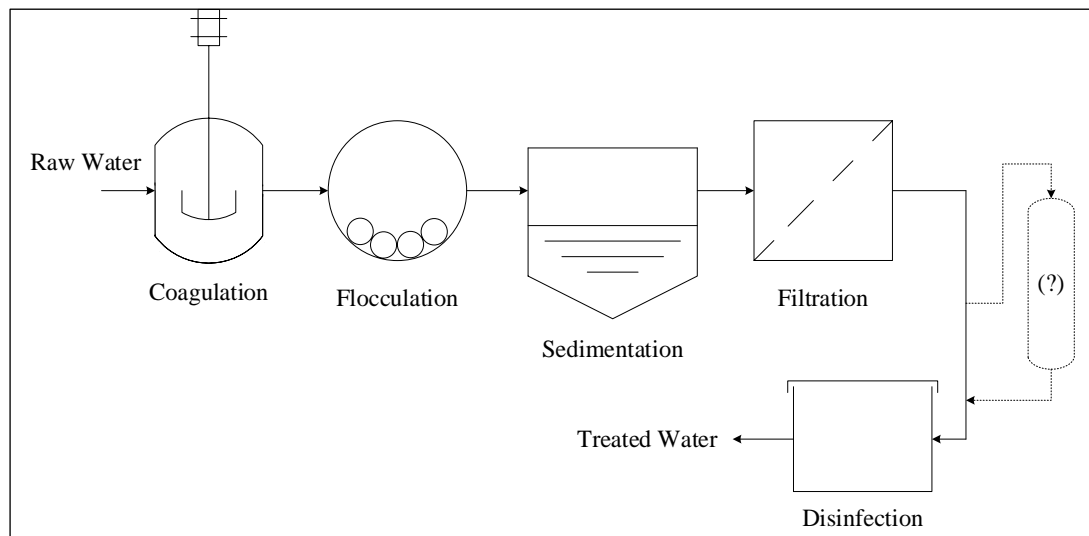 Raw Water
Coagulation
Flocculation
Sedimentation
Filtration
(?)
Treated Water
Disinfection